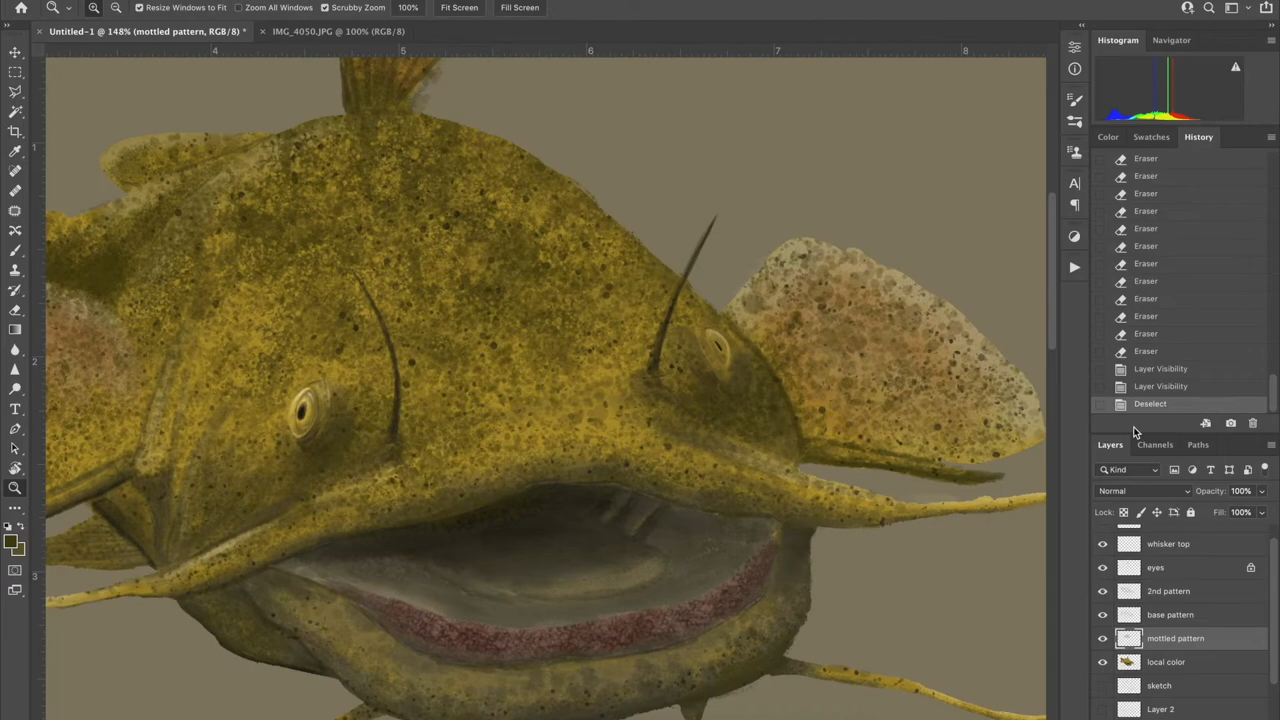 Resize Windows to Fit Zoom All Windows Scrubby Zoom 100% Fit Screen Fill Screen
× Untitled-1 @ 148% (mottled pattern, RGB/8) * × IMG_4050.JPG @ 100% (RGB/8)
4 5 6 7 8
1
2
3
Histogram Navigator
Color Swatches History
Eraser
Eraser
Eraser
Eraser
Eraser
Eraser
Eraser
Eraser
Eraser
Eraser
Eraser
Eraser
Layer Visibility
Layer Visibility
Deselect
Layers Channels Paths
Kind
Normal Opacity: 100%
Lock: Fill: 100%
whisker top
eyes
2nd pattern
base pattern
mottled pattern
local color
sketch
Layer 2